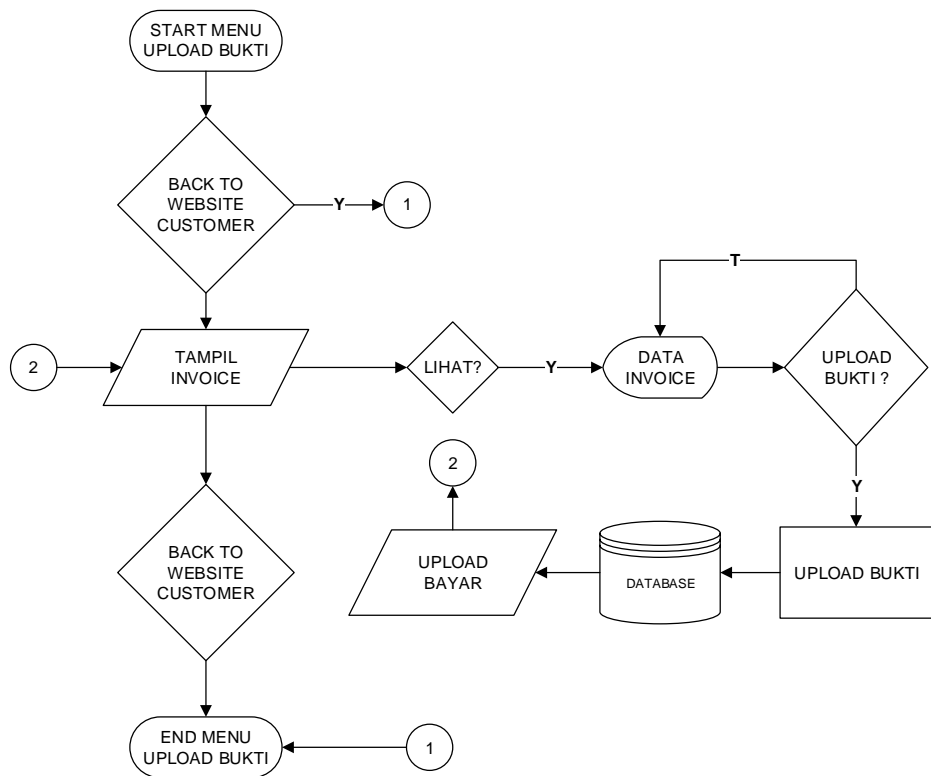 START MENU
UPLOAD BUKTI
BACK TO
WEBSITE
CUSTOMER
Y
1
T
2
TAMPIL
INVOICE
LIHAT?
Y
DATA
INVOICE
UPLOAD
BUKTI ?
2
Y
BACK TO
WEBSITE
CUSTOMER
UPLOAD
BAYAR
DATABASE
UPLOAD BUKTI
END MENU
UPLOAD BUKTI
1